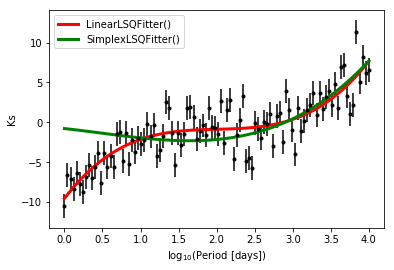 LinearLSQFitter()
SimplexLSQFitter()
10
5
0
−5
−10
Ks
0.0 0.5 1.0 1.5 2.0 2.5 3.0 3.5 4.0
log₁₀(Period [days])